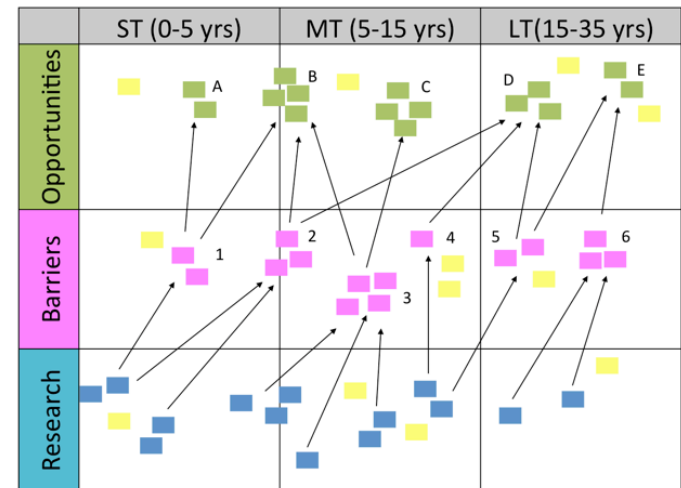 ST (0-5 yrs)
MT (5-15 yrs)
LT(15-35 yrs)
Opportunities
A
B
C
D
E
Barriers
1
2
3
4
5
6
Research